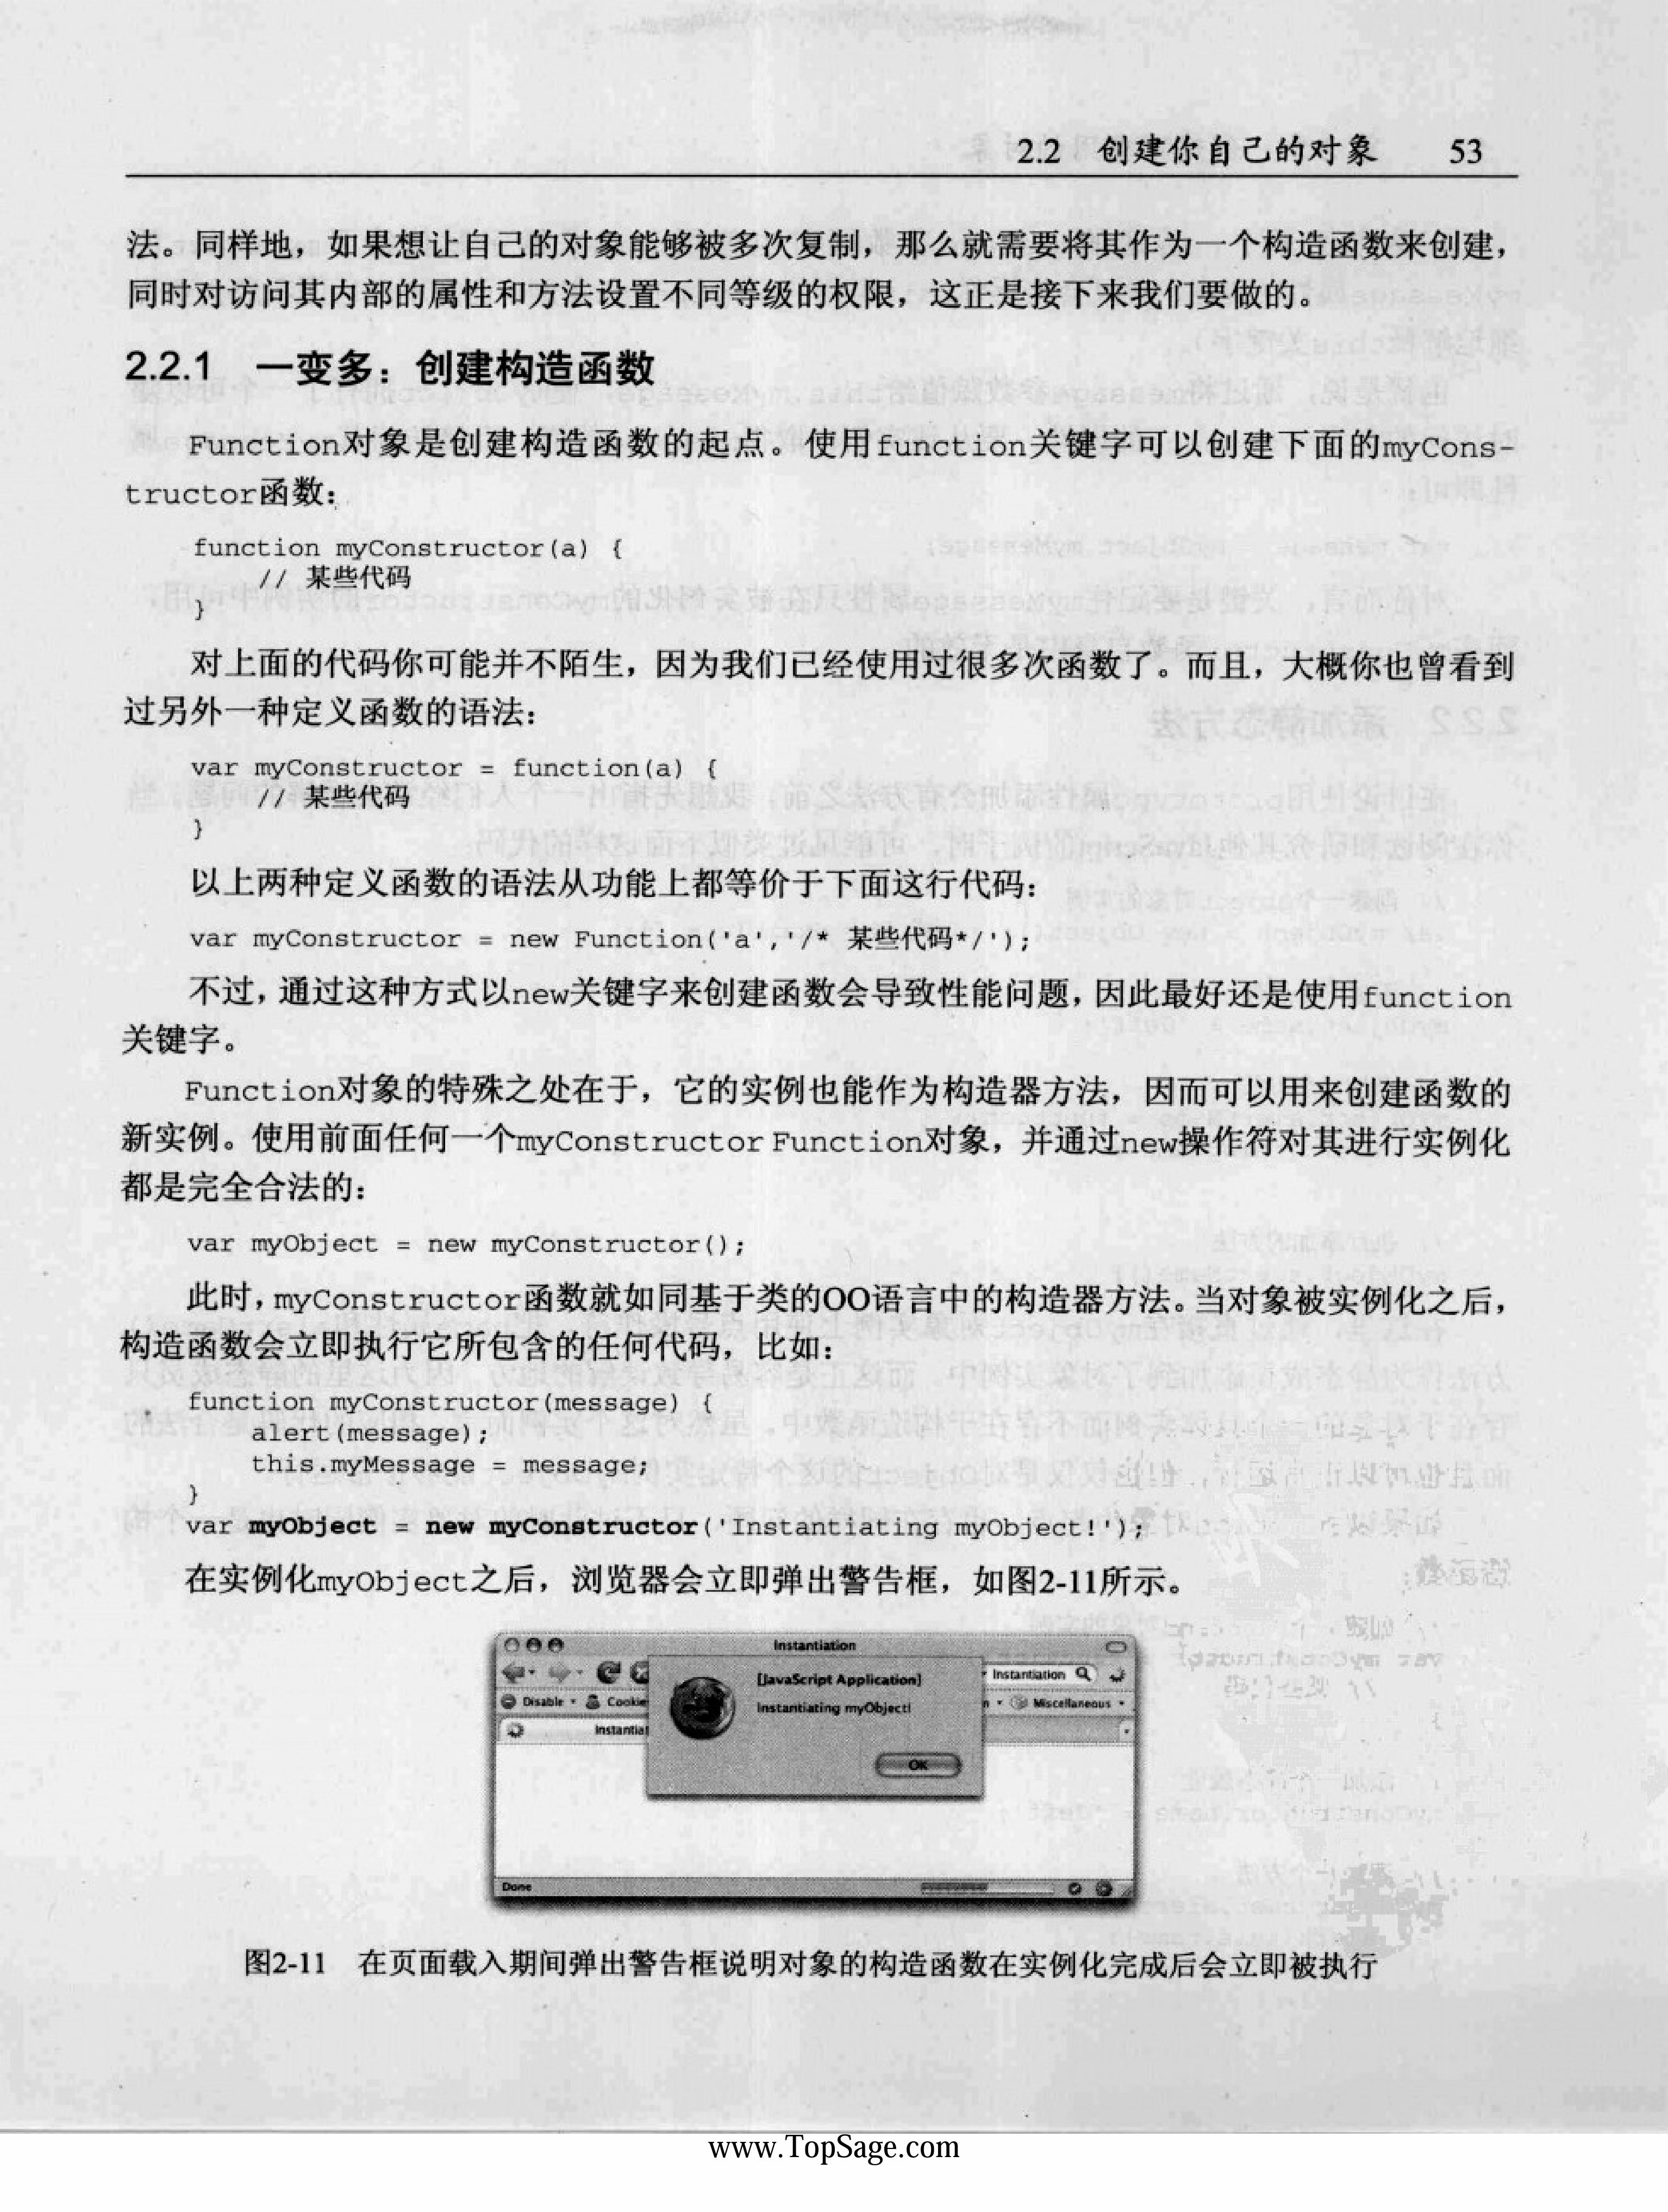 2.2 创建你自己的对象 53
法。同样地，如果想让自己的对象能够被多次复制，那么就需要将其作为一个构造函数来创建，
同时对访问其内部的属性和方法设置不同等级的权限，这正是接下来我们要做的。
2.2.1 一变多：创建构造函数
Function对象是创建构造函数的起点。使用function关键字可以创建下面的myCons-
tructor函数：
function myConstructor(a) {
// 某些代码
}
对上面的代码你可能并不陌生，因为我们已经使用过很多次函数了。而且，大概你也曾看到
过另外一种定义函数的语法：
var myConstructor = function(a) {
// 某些代码
}
以上两种定义函数的语法从功能上都等价于下面这行代码：
var myConstructor = new Function('a','/* 某些代码*/');
不过，通过这种方式以new关键字来创建函数会导致性能问题，因此最好还是使用function
关键字。
Function对象的特殊之处在于，它的实例也能作为构造器方法，因而可以用来创建函数的
新实例。使用前面任何一个myConstructor Function对象，并通过new操作符对其进行实例化
都是完全合法的：
var myObject = new myConstructor();
此时，myConstructor函数就如同基于类的OO语言中的构造器方法。当对象被实例化之后，
构造函数会立即执行它所包含的任何代码，比如：
function myConstructor(message) {
alert(message);
this.myMessage = message;
}
var myObject = new myConstructor('Instantiating myObject!');
在实例化myObject之后，浏览器会立即弹出警告框，如图2-11所示。
Instantiation
[JavaScript Application]
Instantiation
Instantiating myObject!
Disable
Cookie
Miscellaneous
Instantia
OK
Done
图2-11 在页面载入期间弹出警告框说明对象的构造函数在实例化完成后会立即被执行
www.TopSage.com